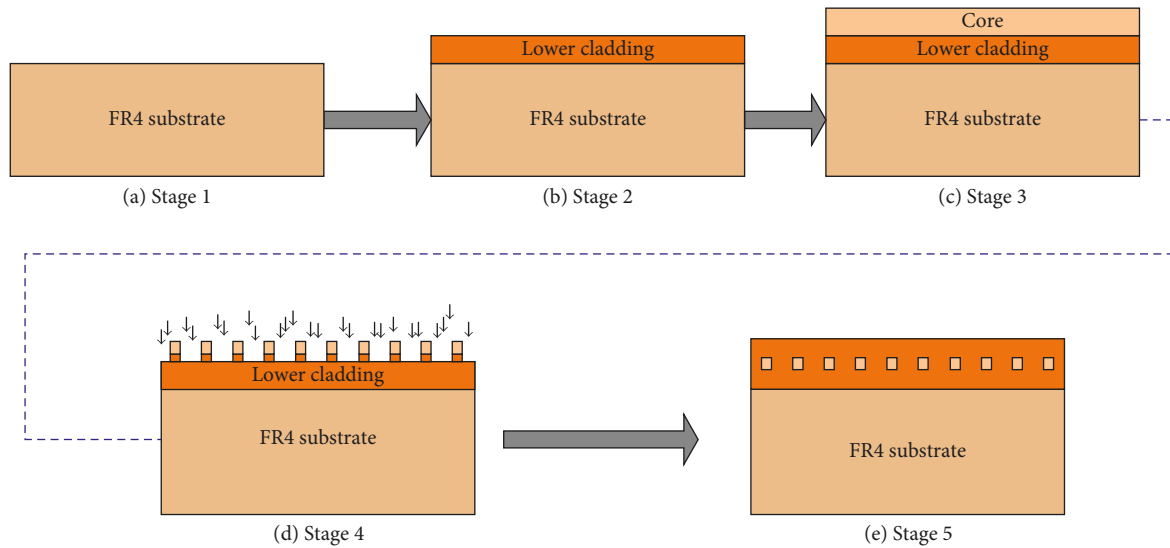 FR4 substrate
(a) Stage 1
Lower cladding
FR4 substrate
(b) Stage 2
Core
Lower cladding
FR4 substrate
(c) Stage 3
Lower cladding
FR4 substrate
(d) Stage 4
FR4 substrate
(e) Stage 5